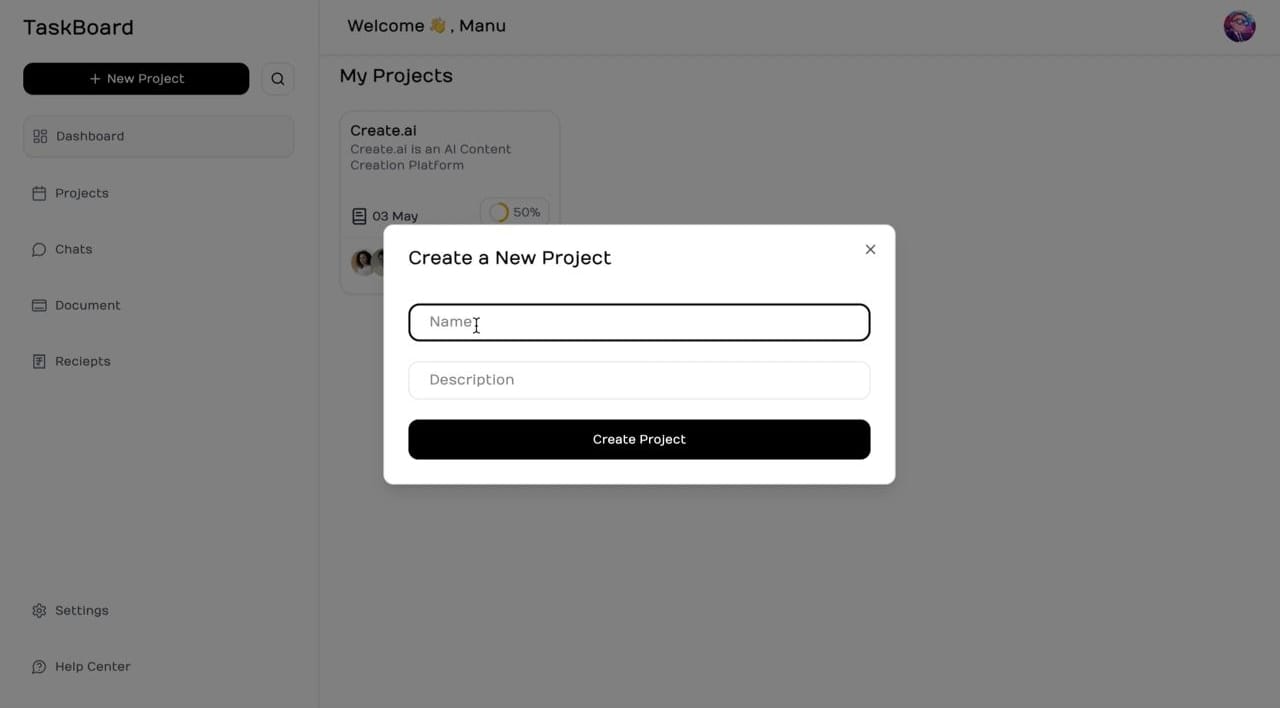 TaskBoard
+ New Project
Dashboard
Projects
Chats
Document
Reciepts
Settings
Help Center
Welcome 👋 , Manu
My Projects
Create.ai
Create.ai is an AI Content
Creation Platform
03 May
50%
Create a New Project
Name
Description
Create Project